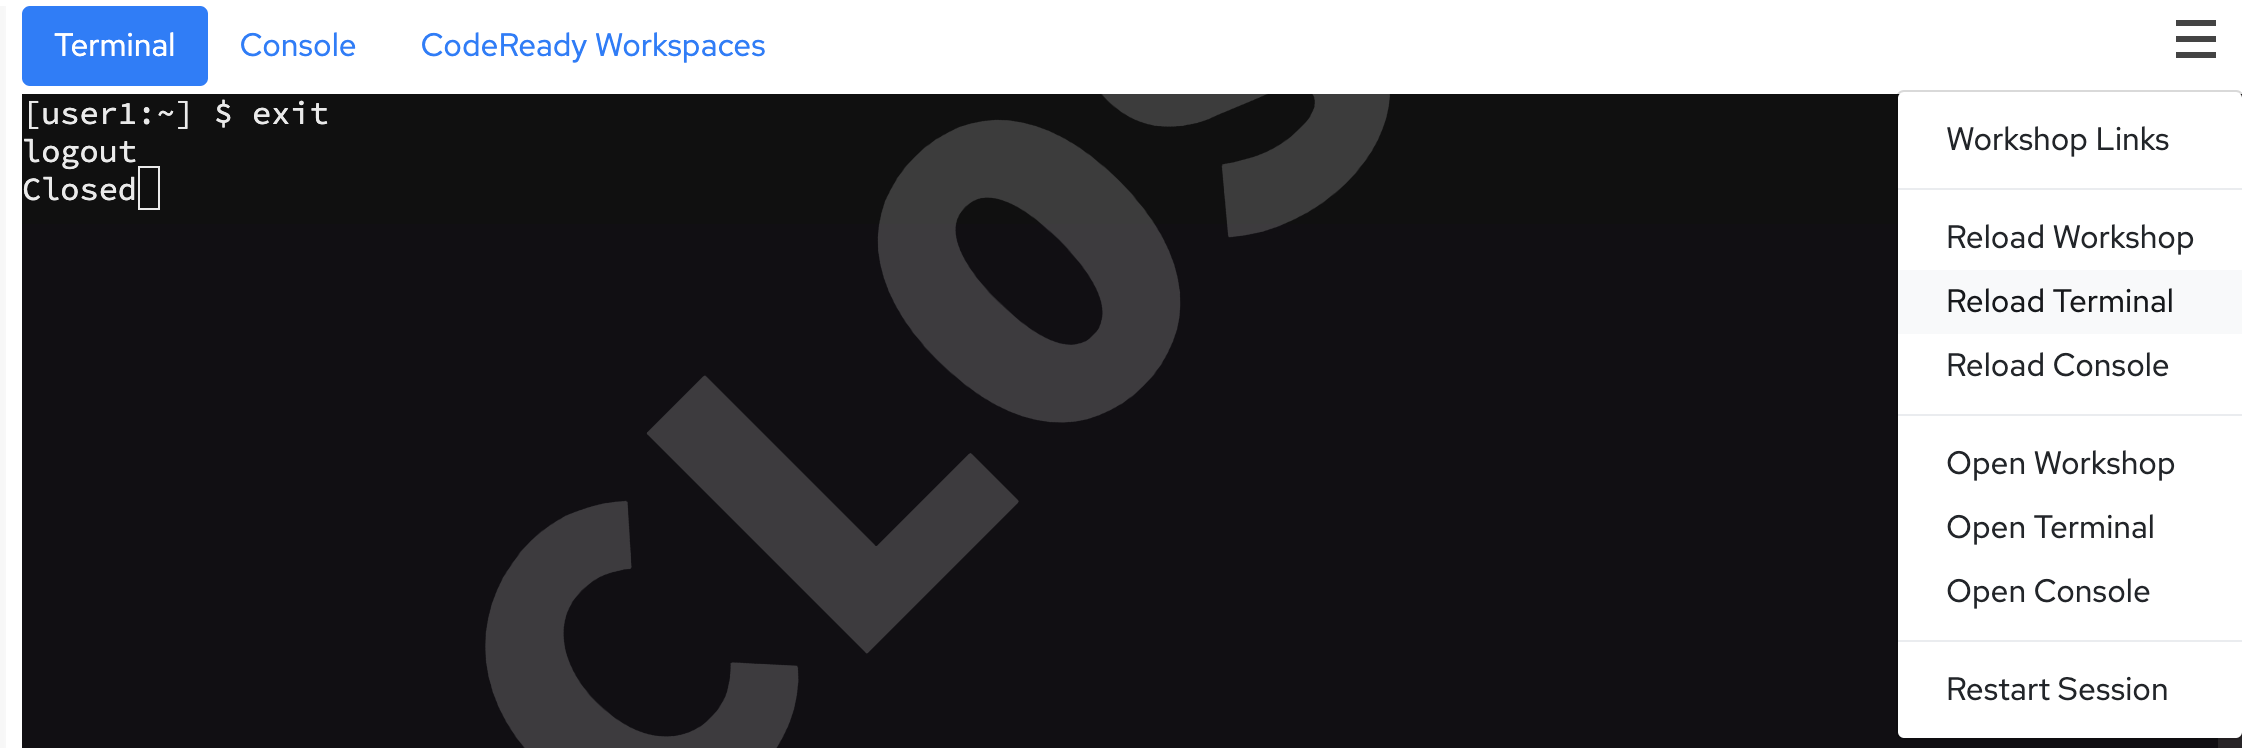 Terminal Console CodeReady Workspaces
[user1:~] $ exit
logout
Closed
CLOS
Workshop Links
Reload Workshop
Reload Terminal
Reload Console
Open Workshop
Open Terminal
Open Console
Restart Session